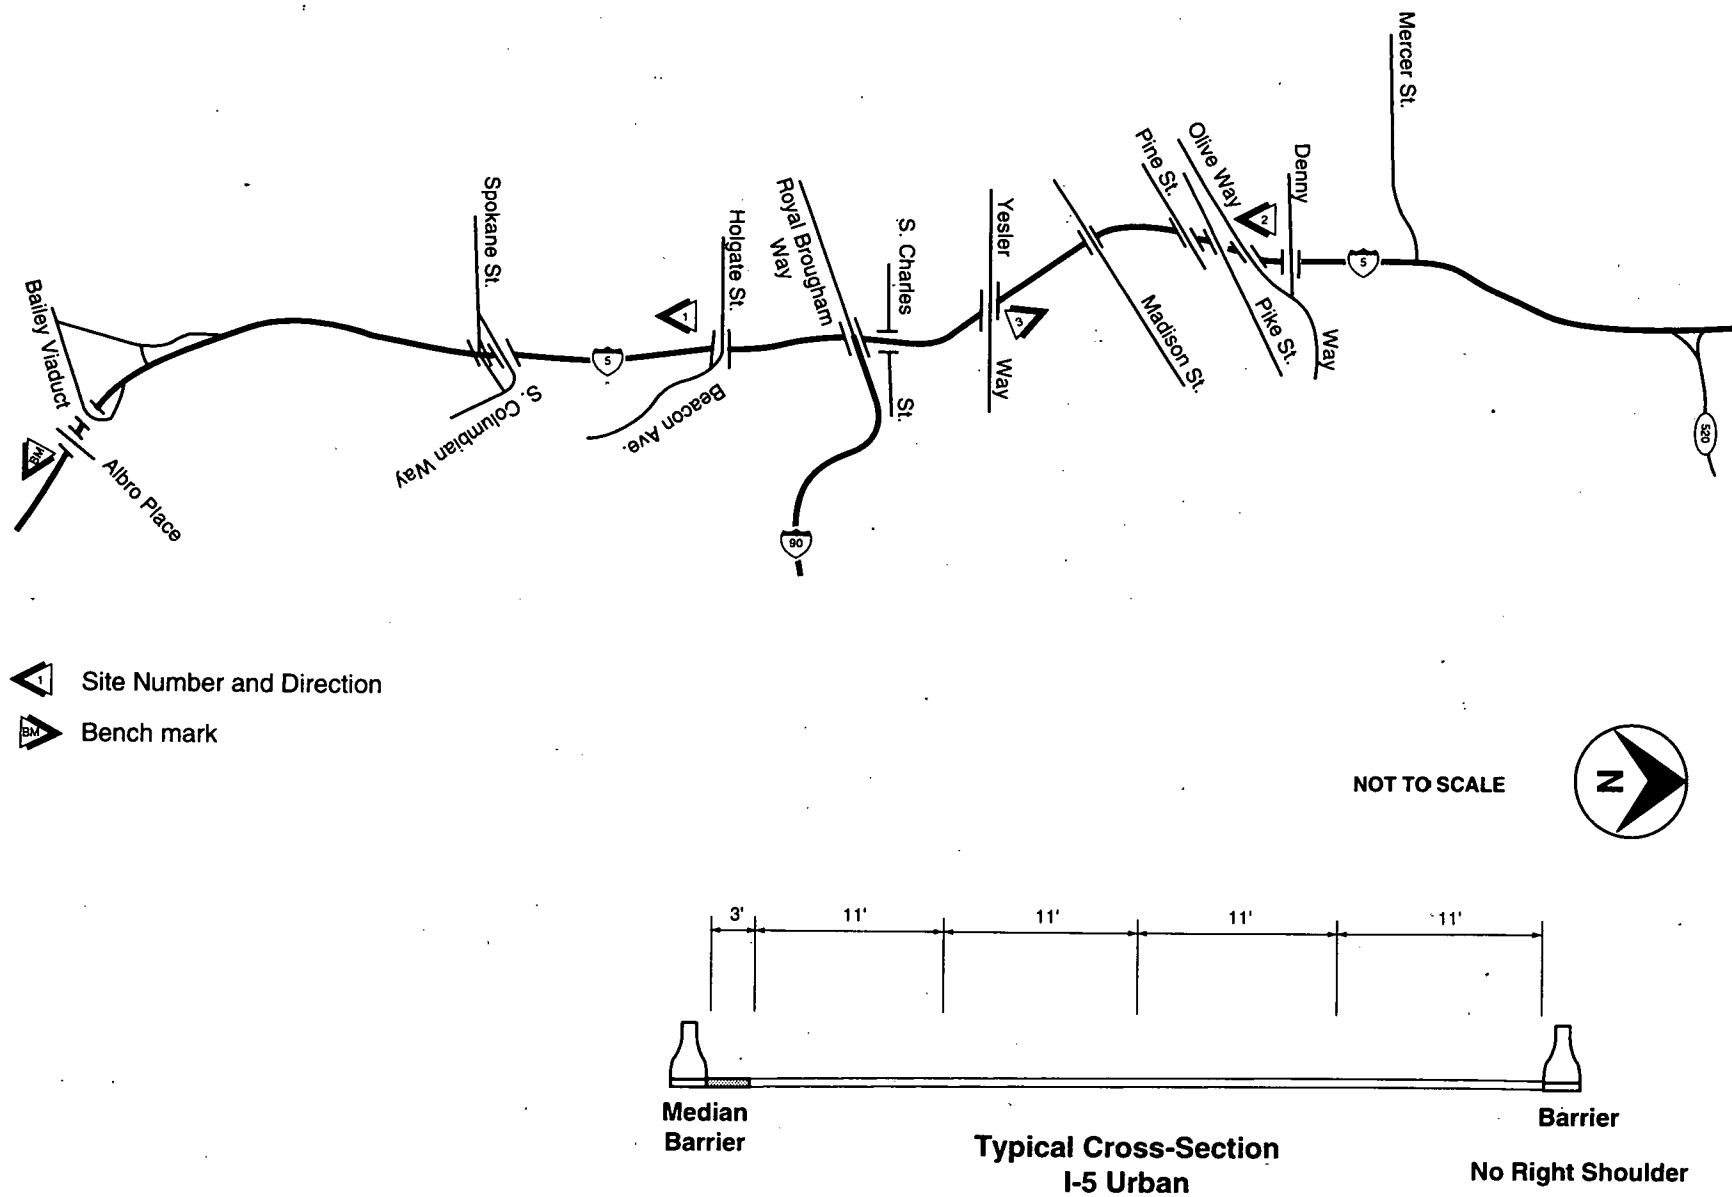 Mercer St.
Denny
Way
Olive Way
Pine St.
Pike St.
2
5
520
Madison St.
Yesler
Way
3
S. Charles
St.
Royal Brougham
Way
90
Holgate St.
1
Beacon Ave.
5
Spokane St.
S. Columbian Way
Bailey Viaduct
BM
Albro Place
1
Site Number and Direction
BM
Bench mark
NOT TO SCALE
N
3'
11'
11'
11'
11'
Median
Barrier
Barrier
Typical Cross-Section
I-5 Urban
No Right Shoulder